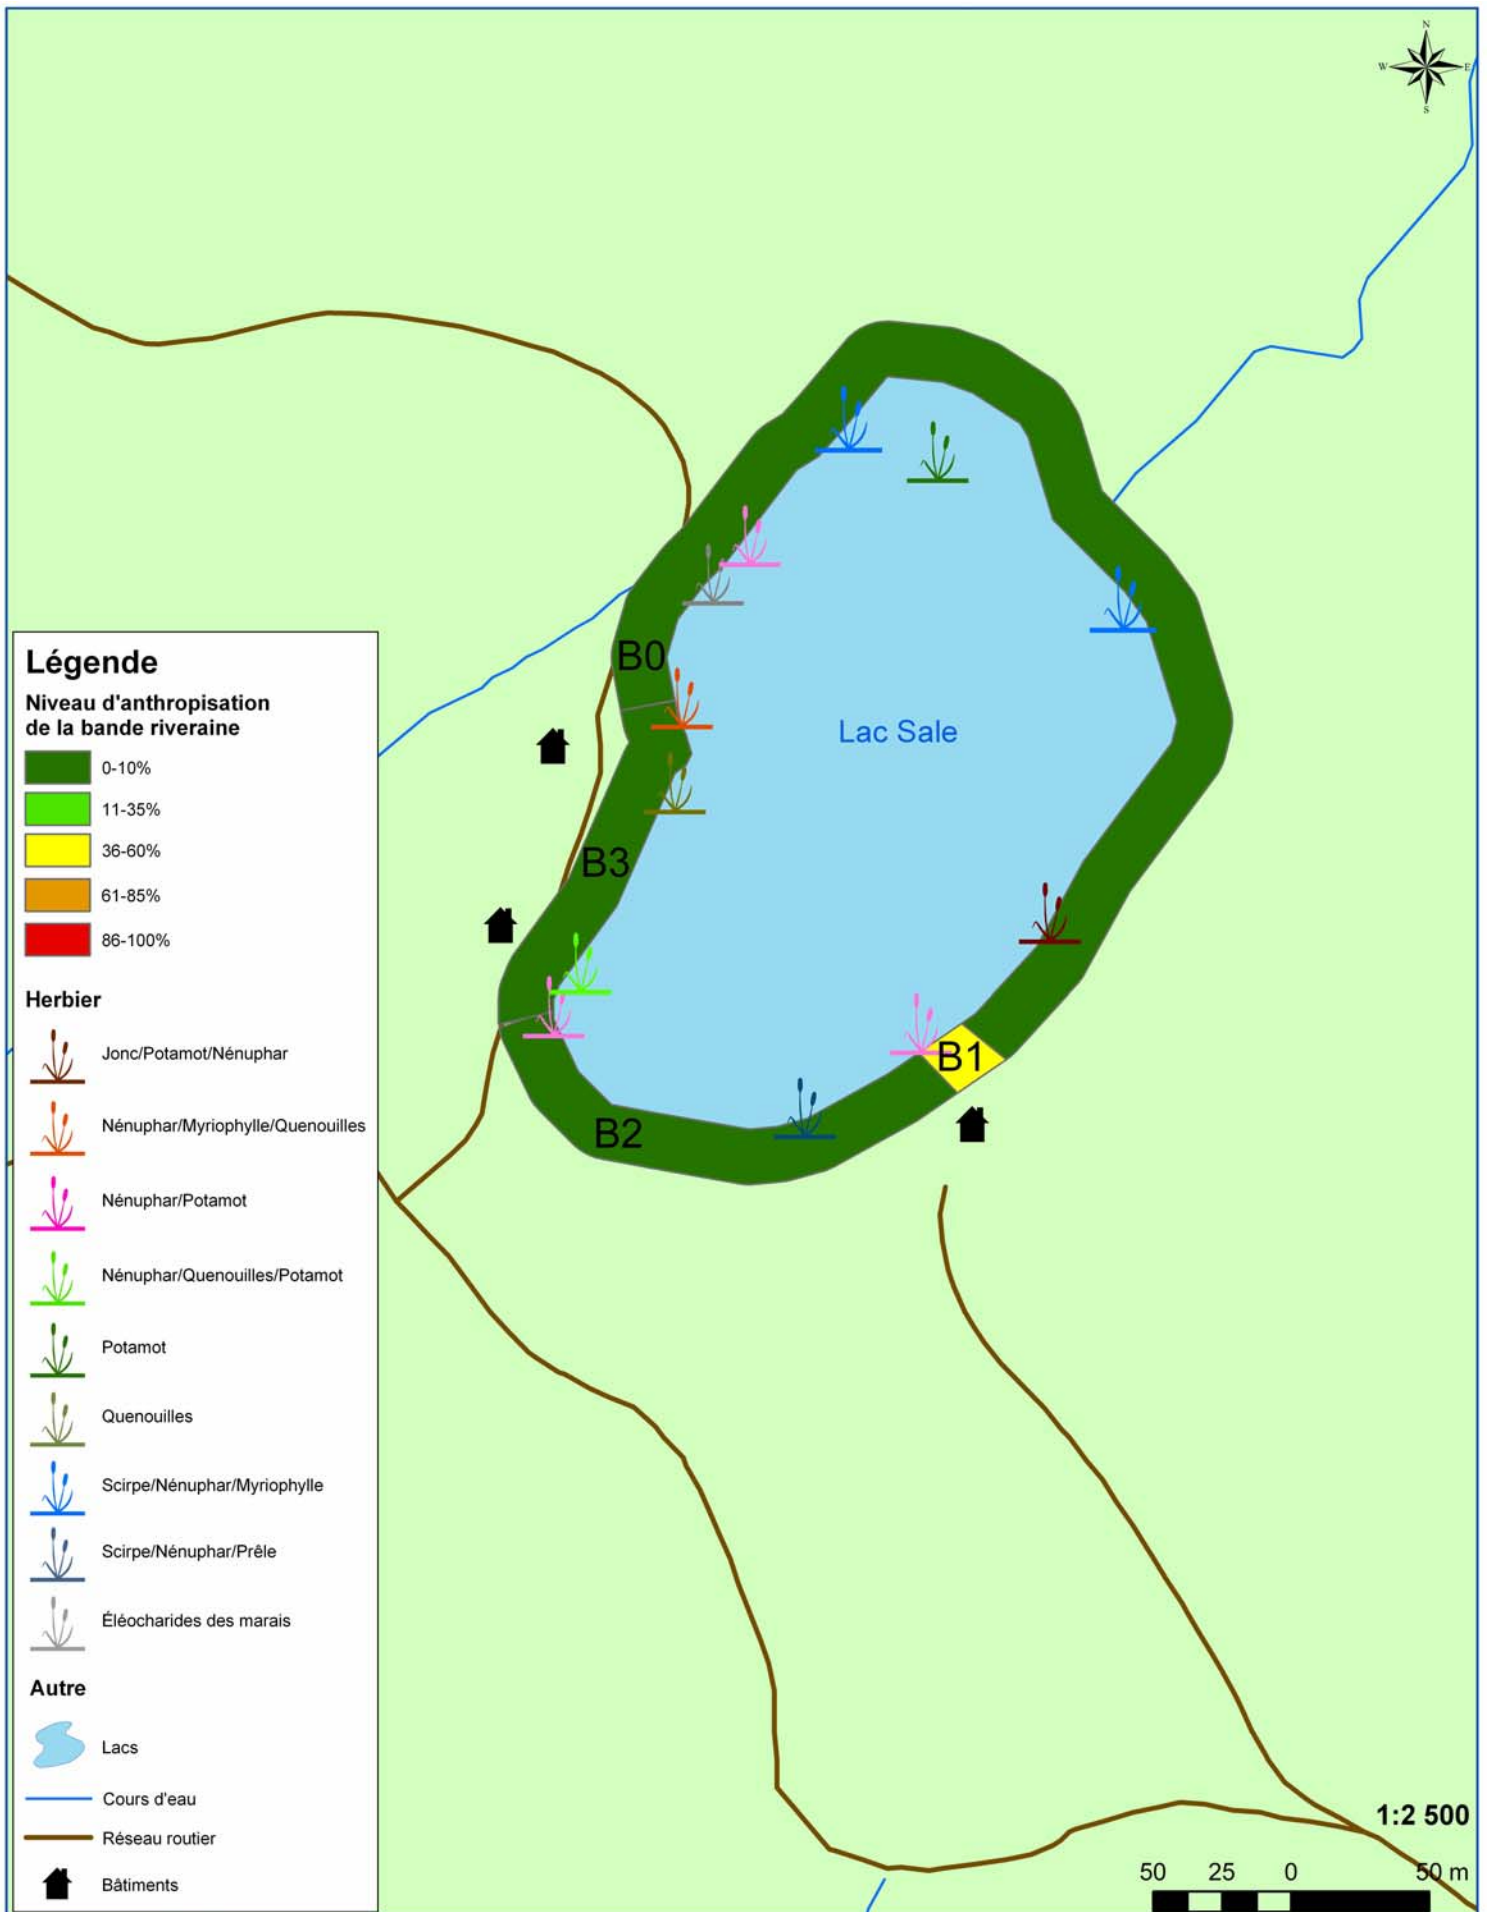 N
W
E
S
B0
Lac Sale
B3
B1
B2
Légende
Niveau d'anthropisation
de la bande riveraine
0-10%
11-35%
36-60%
61-85%
86-100%
Herbier
Jonc/Potamot/Nénuphar
Nénuphar/Myriophylle/Quenouilles
Nénuphar/Potamot
Nénuphar/Quenouilles/Potamot
Potamot
Quenouilles
Scirpe/Nénuphar/Myriophylle
Scirpe/Nénuphar/Prêle
Éléocharides des marais
Autre
Lacs
Cours d'eau
Réseau routier
Bâtiments
1:2 500
50 25 0 50 m